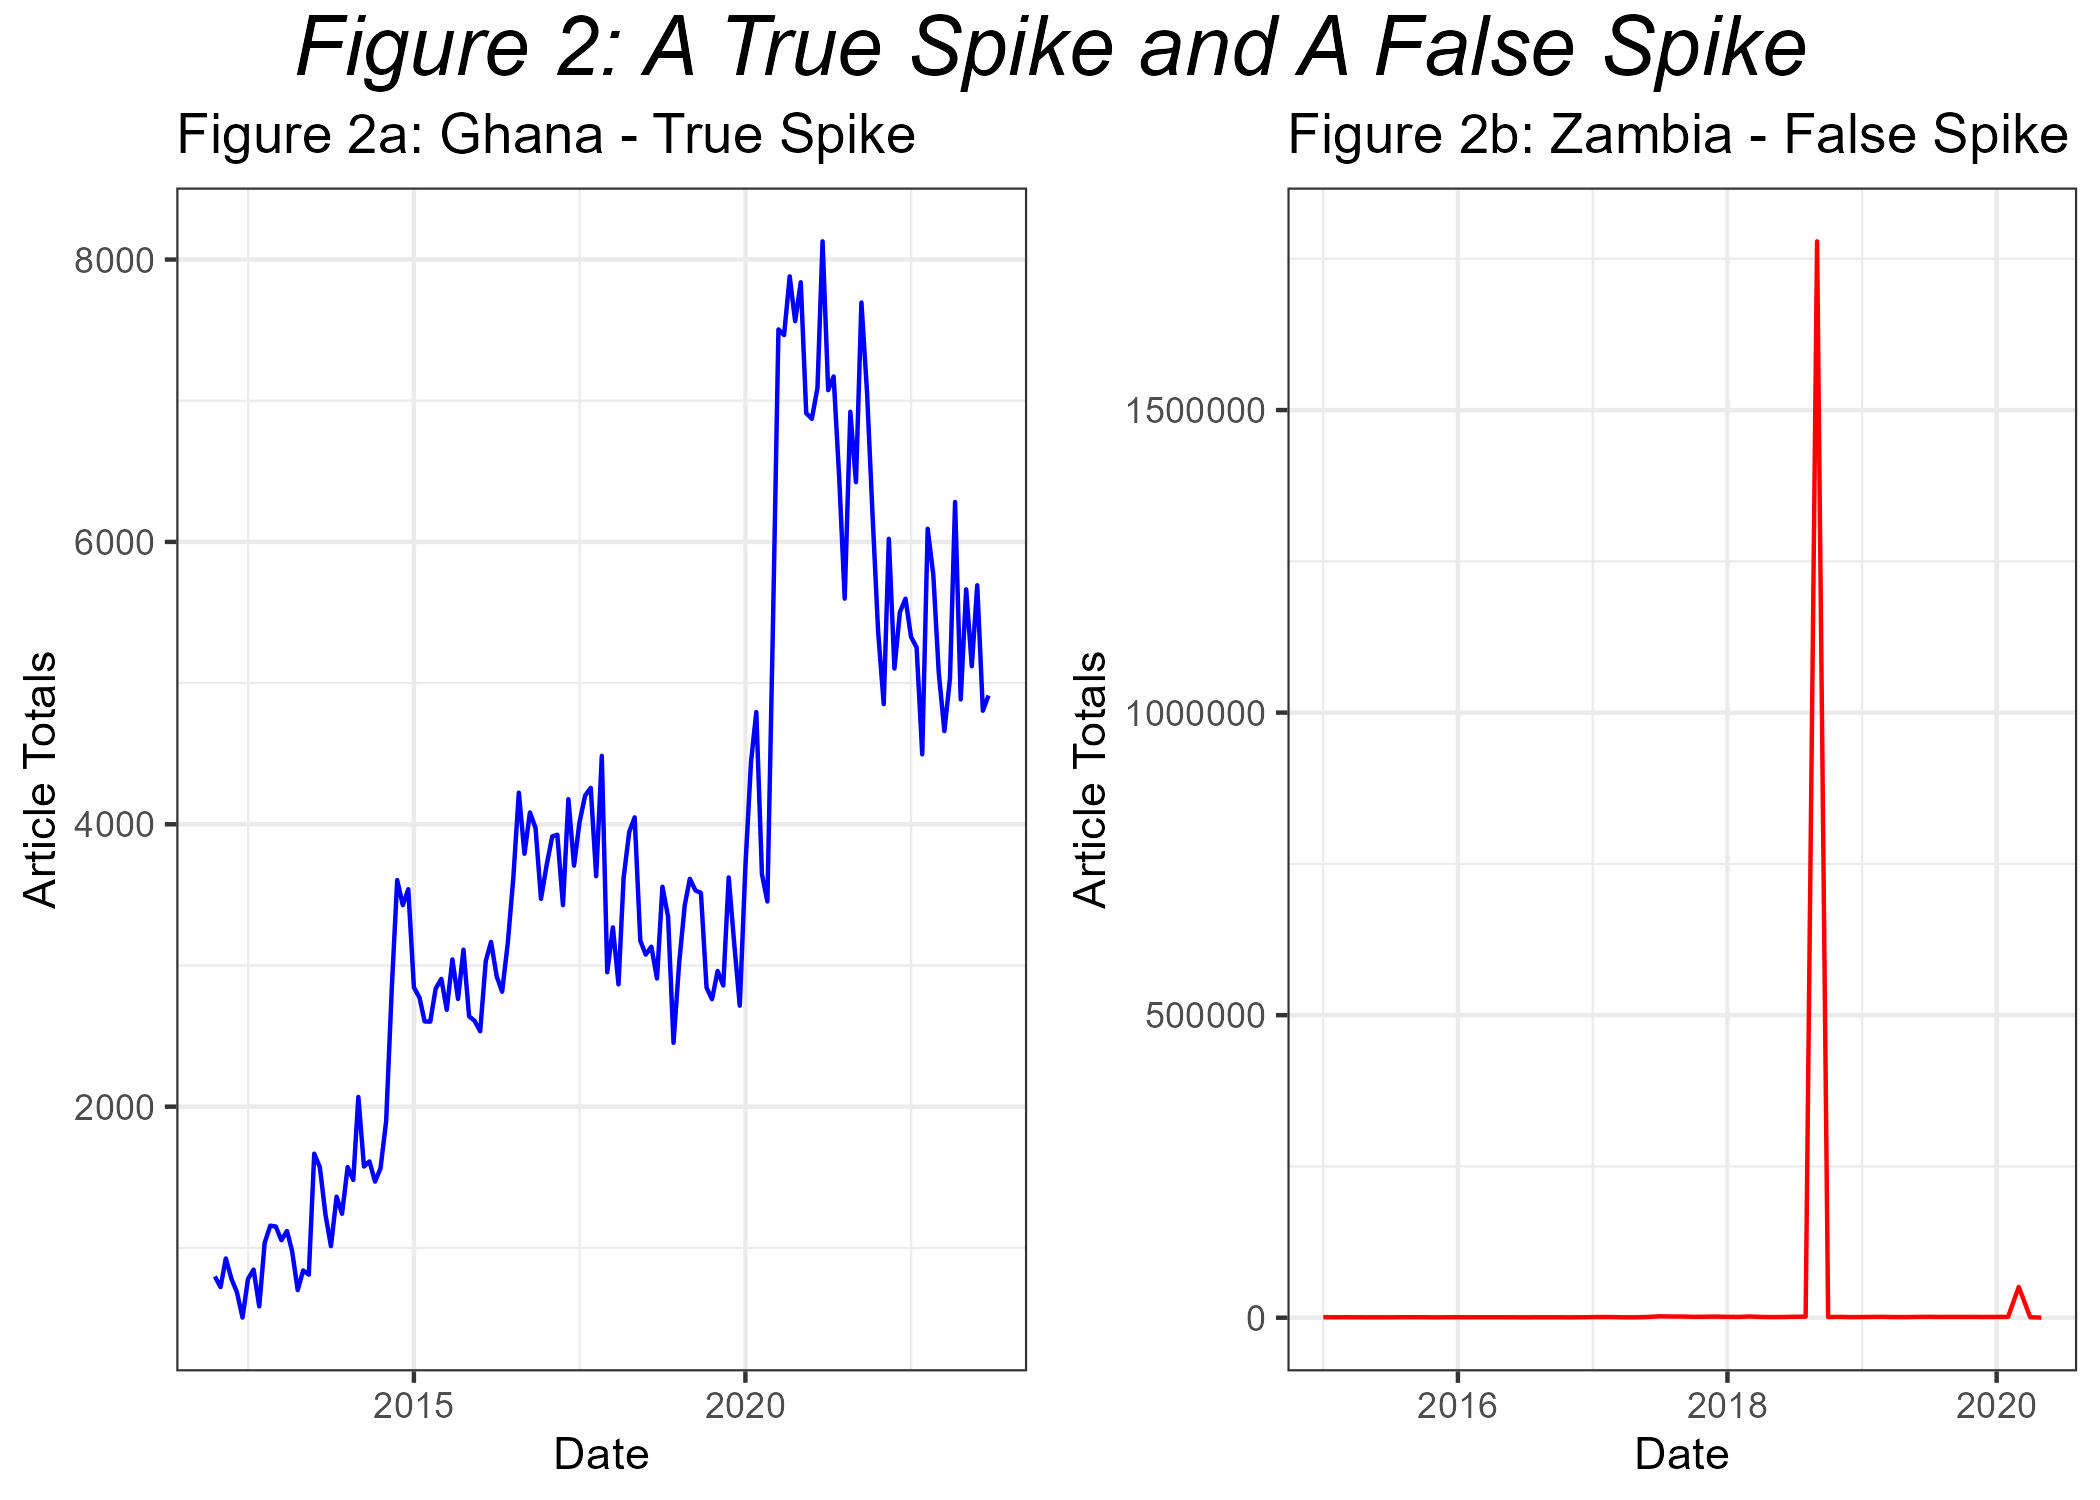 Figure 2: A True Spike and A False Spike
Figure 2a: Ghana - True Spike
8000
6000
4000
2000
Article Totals
2015
2020
Date
Figure 2b: Zambia - False Spike
1500000
1000000
500000
0
Article Totals
2016
2018
2020
Date